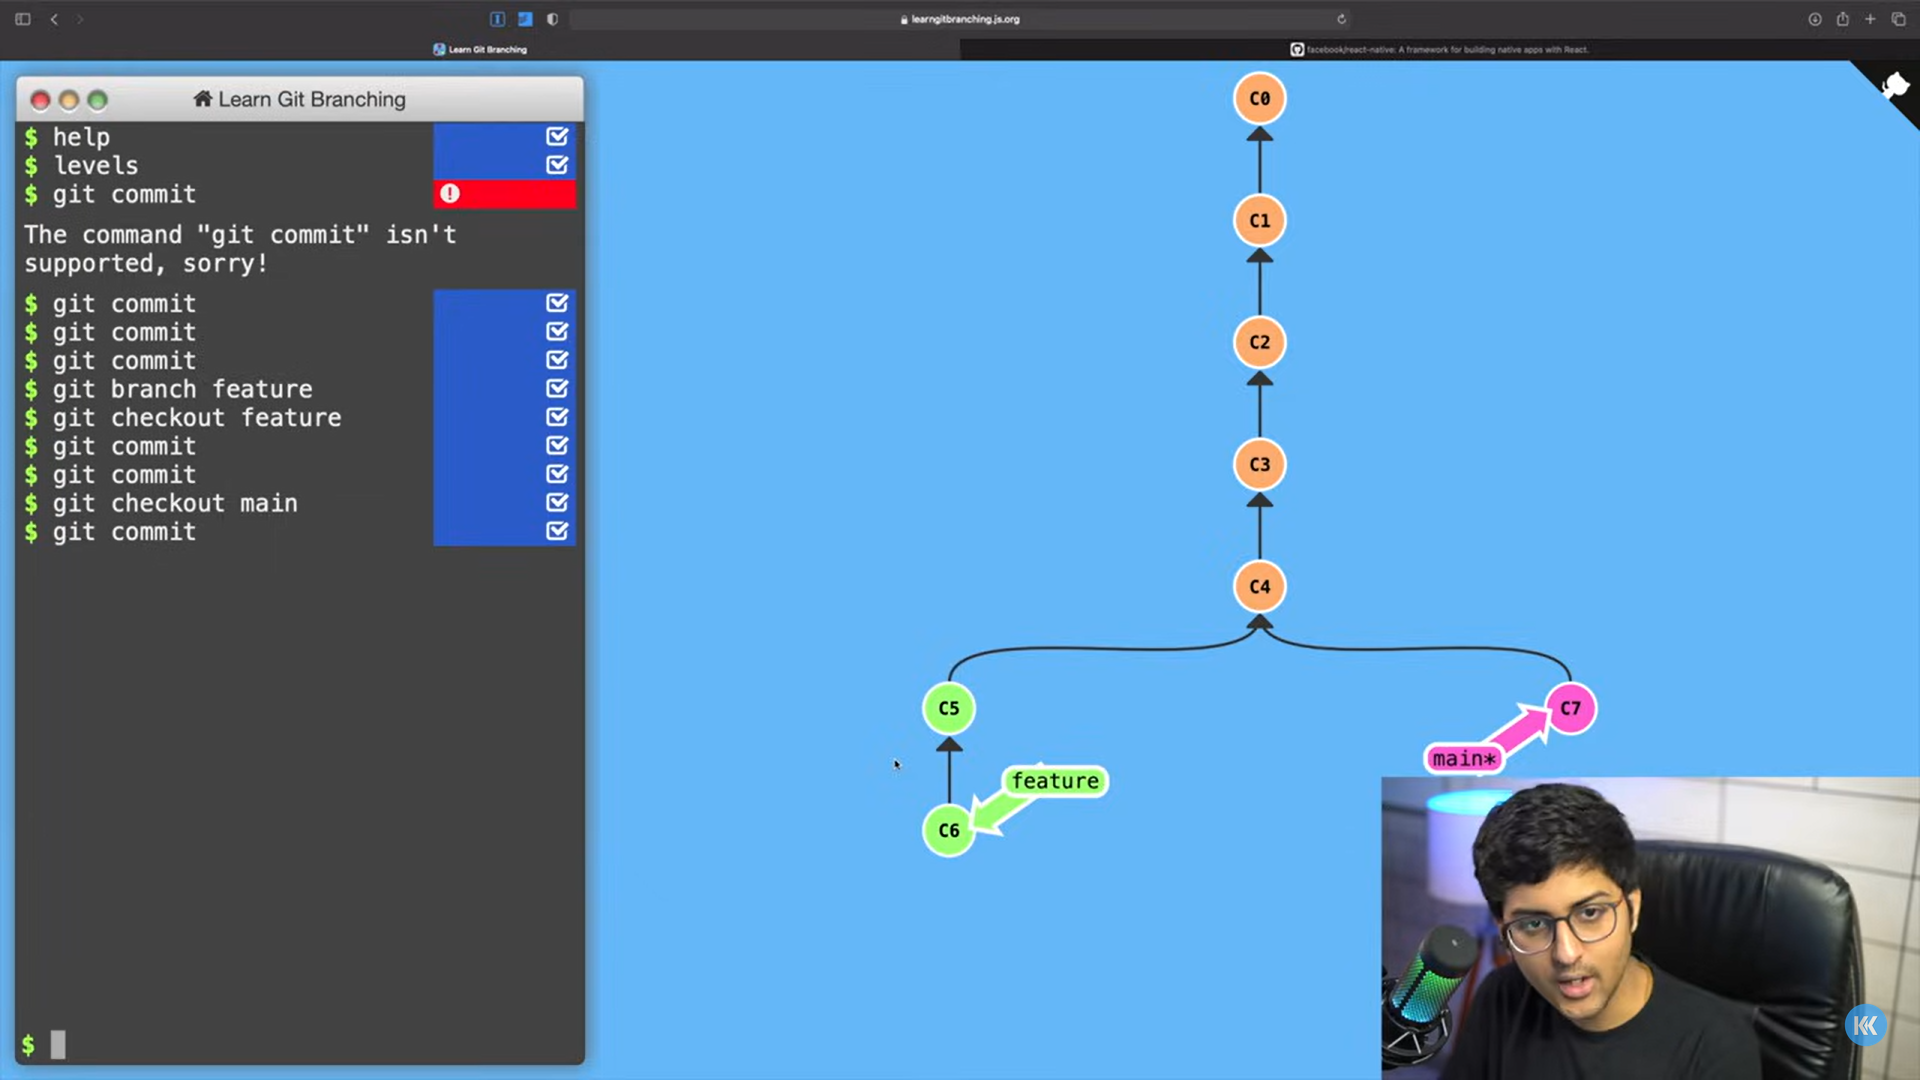 learngitbranching.js.org
Learn Git Branching
facebook/react-native: A framework for building native apps with React.
Learn Git Branching
$ help
$ levels
$ git commit
The command "git commit" isn't
supported, sorry!
$ git commit
$ git commit
$ git commit
$ git branch feature
$ git checkout feature
$ git commit
$ git commit
$ git checkout main
$ git commit
$
C0
C1
C2
C3
C4
C5
C7
main*
feature
C6